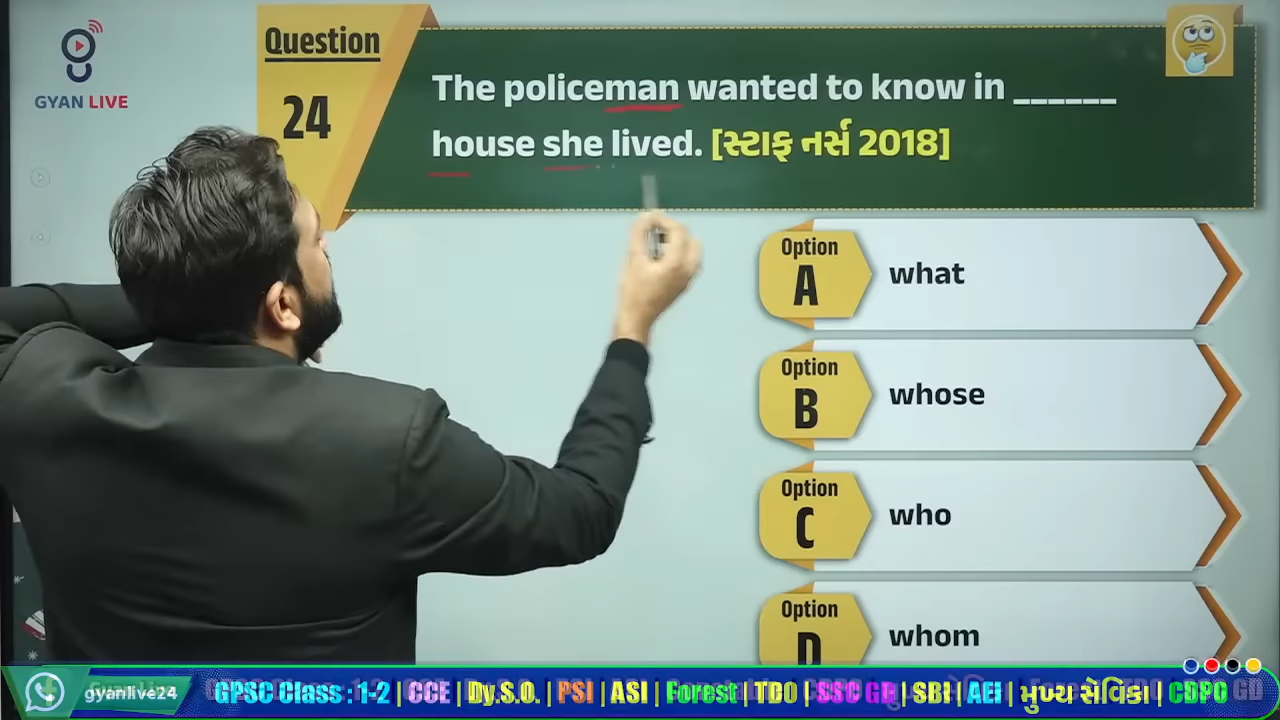 GYAN LIVE
Question
24
The policeman wanted to know in ______
house she lived. [સ્ટાફ નર્સ 2018]
Option
A
what
Option
B
whose
Option
C
who
Option
D
whom
gyanlive24
GPSC Class : 1-2 | CCE | Dy.S.O. | PSI | ASI | Forest | TDO | SSC GD | SBI | AEI | મુખ્ય સેવિકા | CDPO